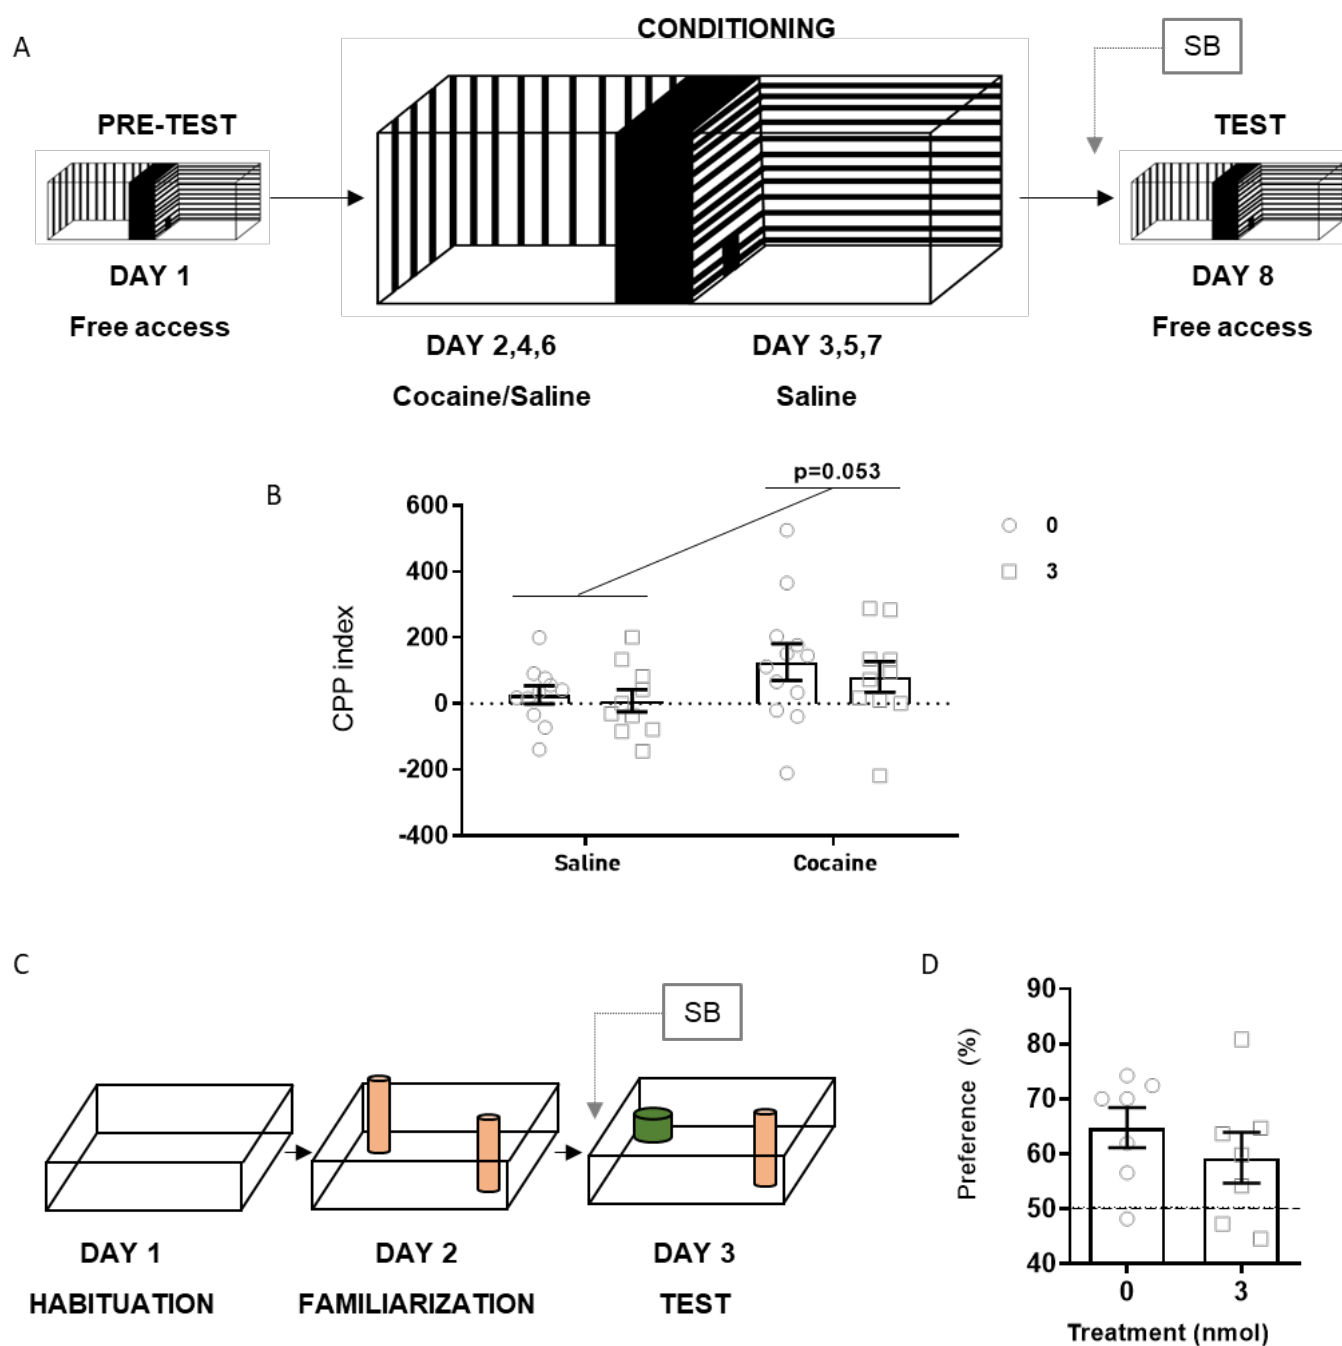 A
CONDITIONING
SB
PRE-TEST
TEST
DAY 1
Free access
DAY 2,4,6
Cocaine/Saline
DAY 3,5,7
Saline
DAY 8
Free access
B
p=0.053
600
400
200
0
-200
-400
CPP index
Saline
Cocaine
0
3
C
SB
DAY 1
HABITUATION
DAY 2
FAMILIARIZATION
DAY 3
TEST
D
90
80
70
60
50
40
Preference (%)
0
3
Treatment (nmol)